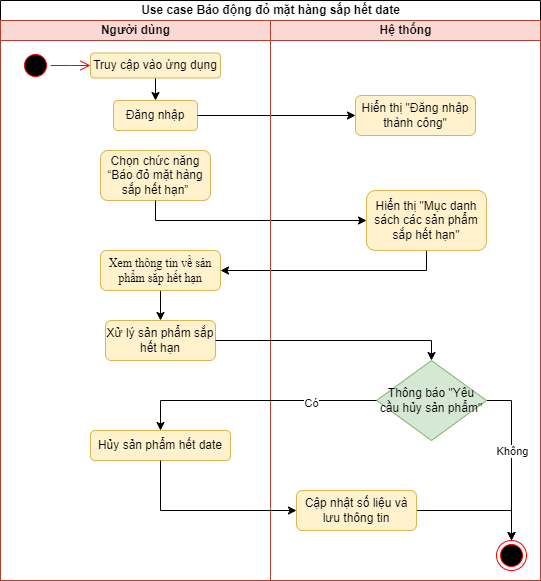 Use case Báo động đỏ mặt hàng sắp hết date
Người dùng
Hệ thống
Truy cập vào ứng dụng
Đăng nhập
Hiển thị "Đăng nhập
thành công"
Chọn chức năng
“Báo đỏ mặt hàng
sắp hết hạn”
Hiển thị "Mục danh
sách các sản phẩm
sắp hết hạn"
Xem thông tin về sản
phẩm sắp hết hạn
Xử lý sản phẩm sắp
hết hạn
Thông báo "Yêu
cầu hủy sản phẩm"
Có
Hủy sản phẩm hết date
Không
Cập nhật số liệu và
lưu thông tin